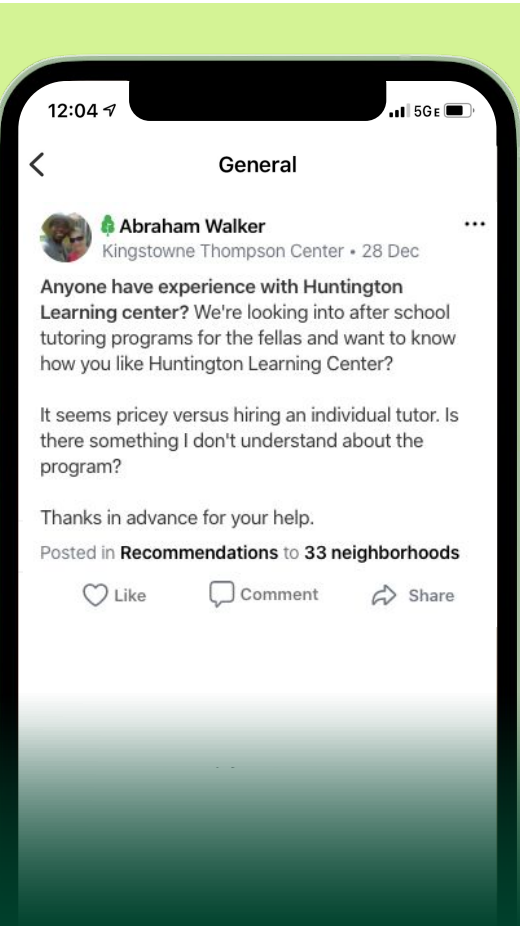 12:04
5GE
General
Abraham Walker
Kingstowne Thompson Center • 28 Dec
Anyone have experience with Huntington
Learning center? We're looking into after school
tutoring programs for the fellas and want to know
how you like Huntington Learning Center?
It seems pricey versus hiring an individual tutor. Is
there something I don't understand about the
program?
Thanks in advance for your help.
Posted in Recommendations to 33 neighborhoods
Like Comment Share